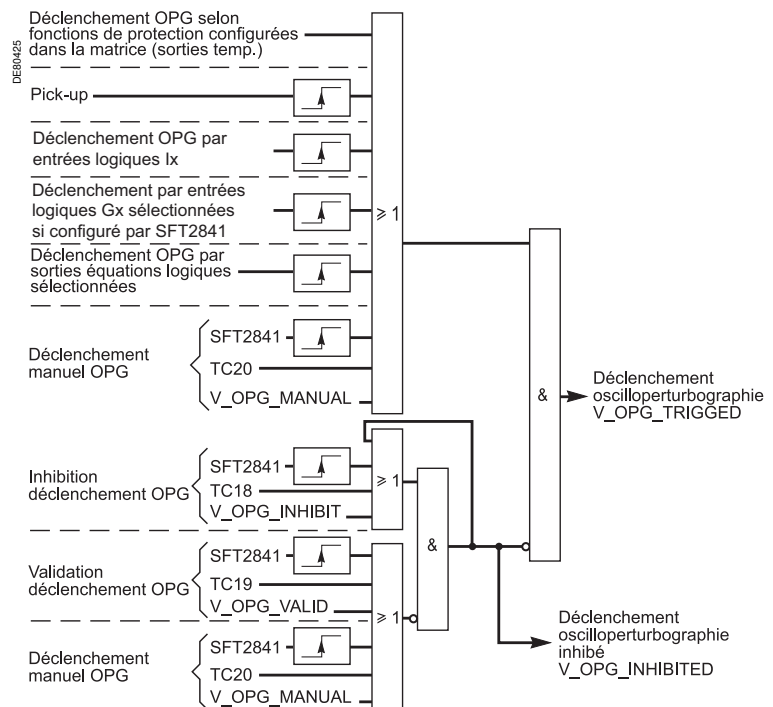 DE80425
Déclenchement OPG selon
fonctions de protection configurées
dans la matrice (sorties temp.)
Pick-up
Déclenchement OPG par
entrées logiques Ix
Déclenchement par entrées
logiques Gx sélectionnées
si configuré par SFT2841
⩾ 1
Déclenchement OPG par
sorties équations logiques
sélectionnées
Déclenchement
manuel OPG
SFT2841
TC20
V_OPG_MANUAL
&
Déclenchement
oscilloperturbographie
V_OPG_TRIGGED
Inhibition
déclenchement OPG
SFT2841
TC18
V_OPG_INHIBIT
⩾ 1
&
Validation
déclenchement OPG
SFT2841
TC19
V_OPG_VALID
⩾ 1
Déclenchement
manuel OPG
SFT2841
TC20
V_OPG_MANUAL
Déclenchement
oscilloperturbographie
inhibé
V_OPG_INHIBITED